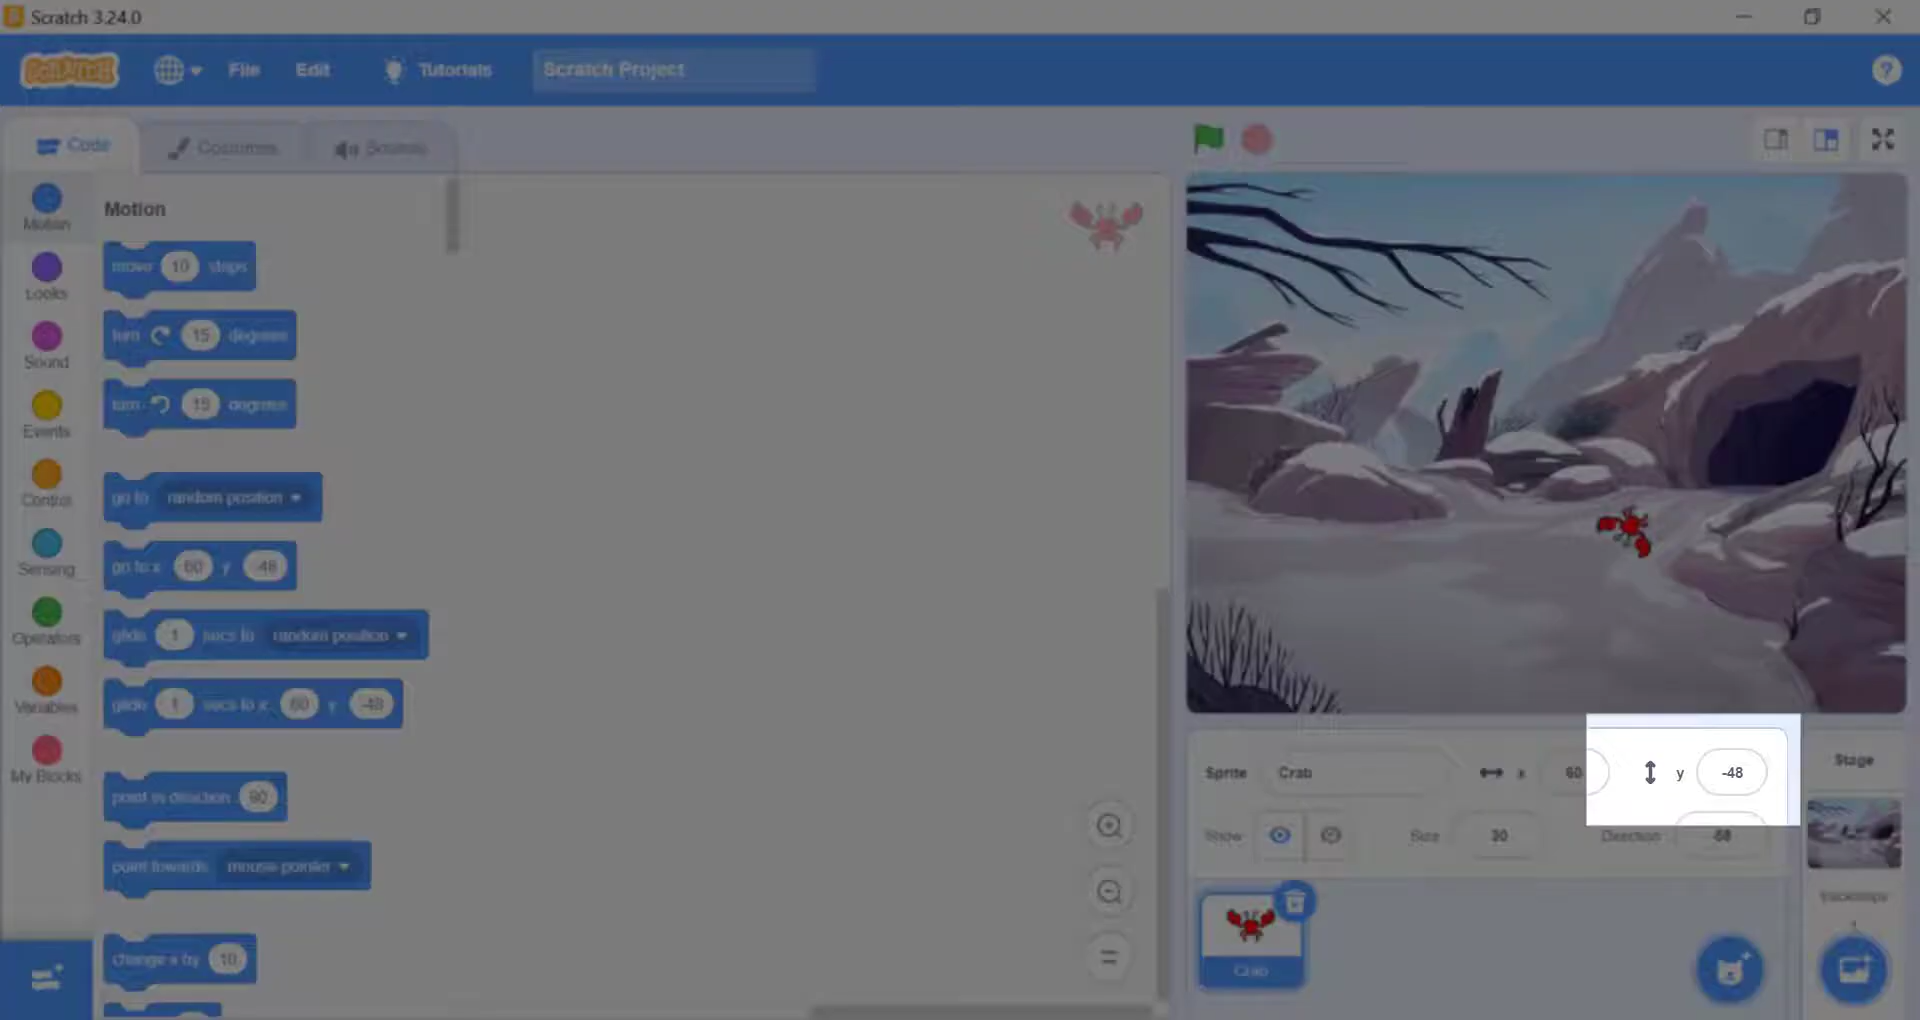 Scratch 3.24.0
SCRATCH
File
Edit
Tutorials
Scratch Project
?
Code
Costumes
Sounds
Motion
Looks
Sound
Events
Control
Sensing
Operators
Variables
My Blocks
Motion
move 10 steps
turn 15 degrees
turn 15 degrees
go to random position
go to x: 60 y: -48
glide 1 secs to random position
glide 1 secs to x: 60 y: -48
point in direction 90
point towards mouse-pointer
change x by 10
Sprite Crab x 60 y -48
Show Size 30 Direction -68
Crab
Stage
Backdrops
1